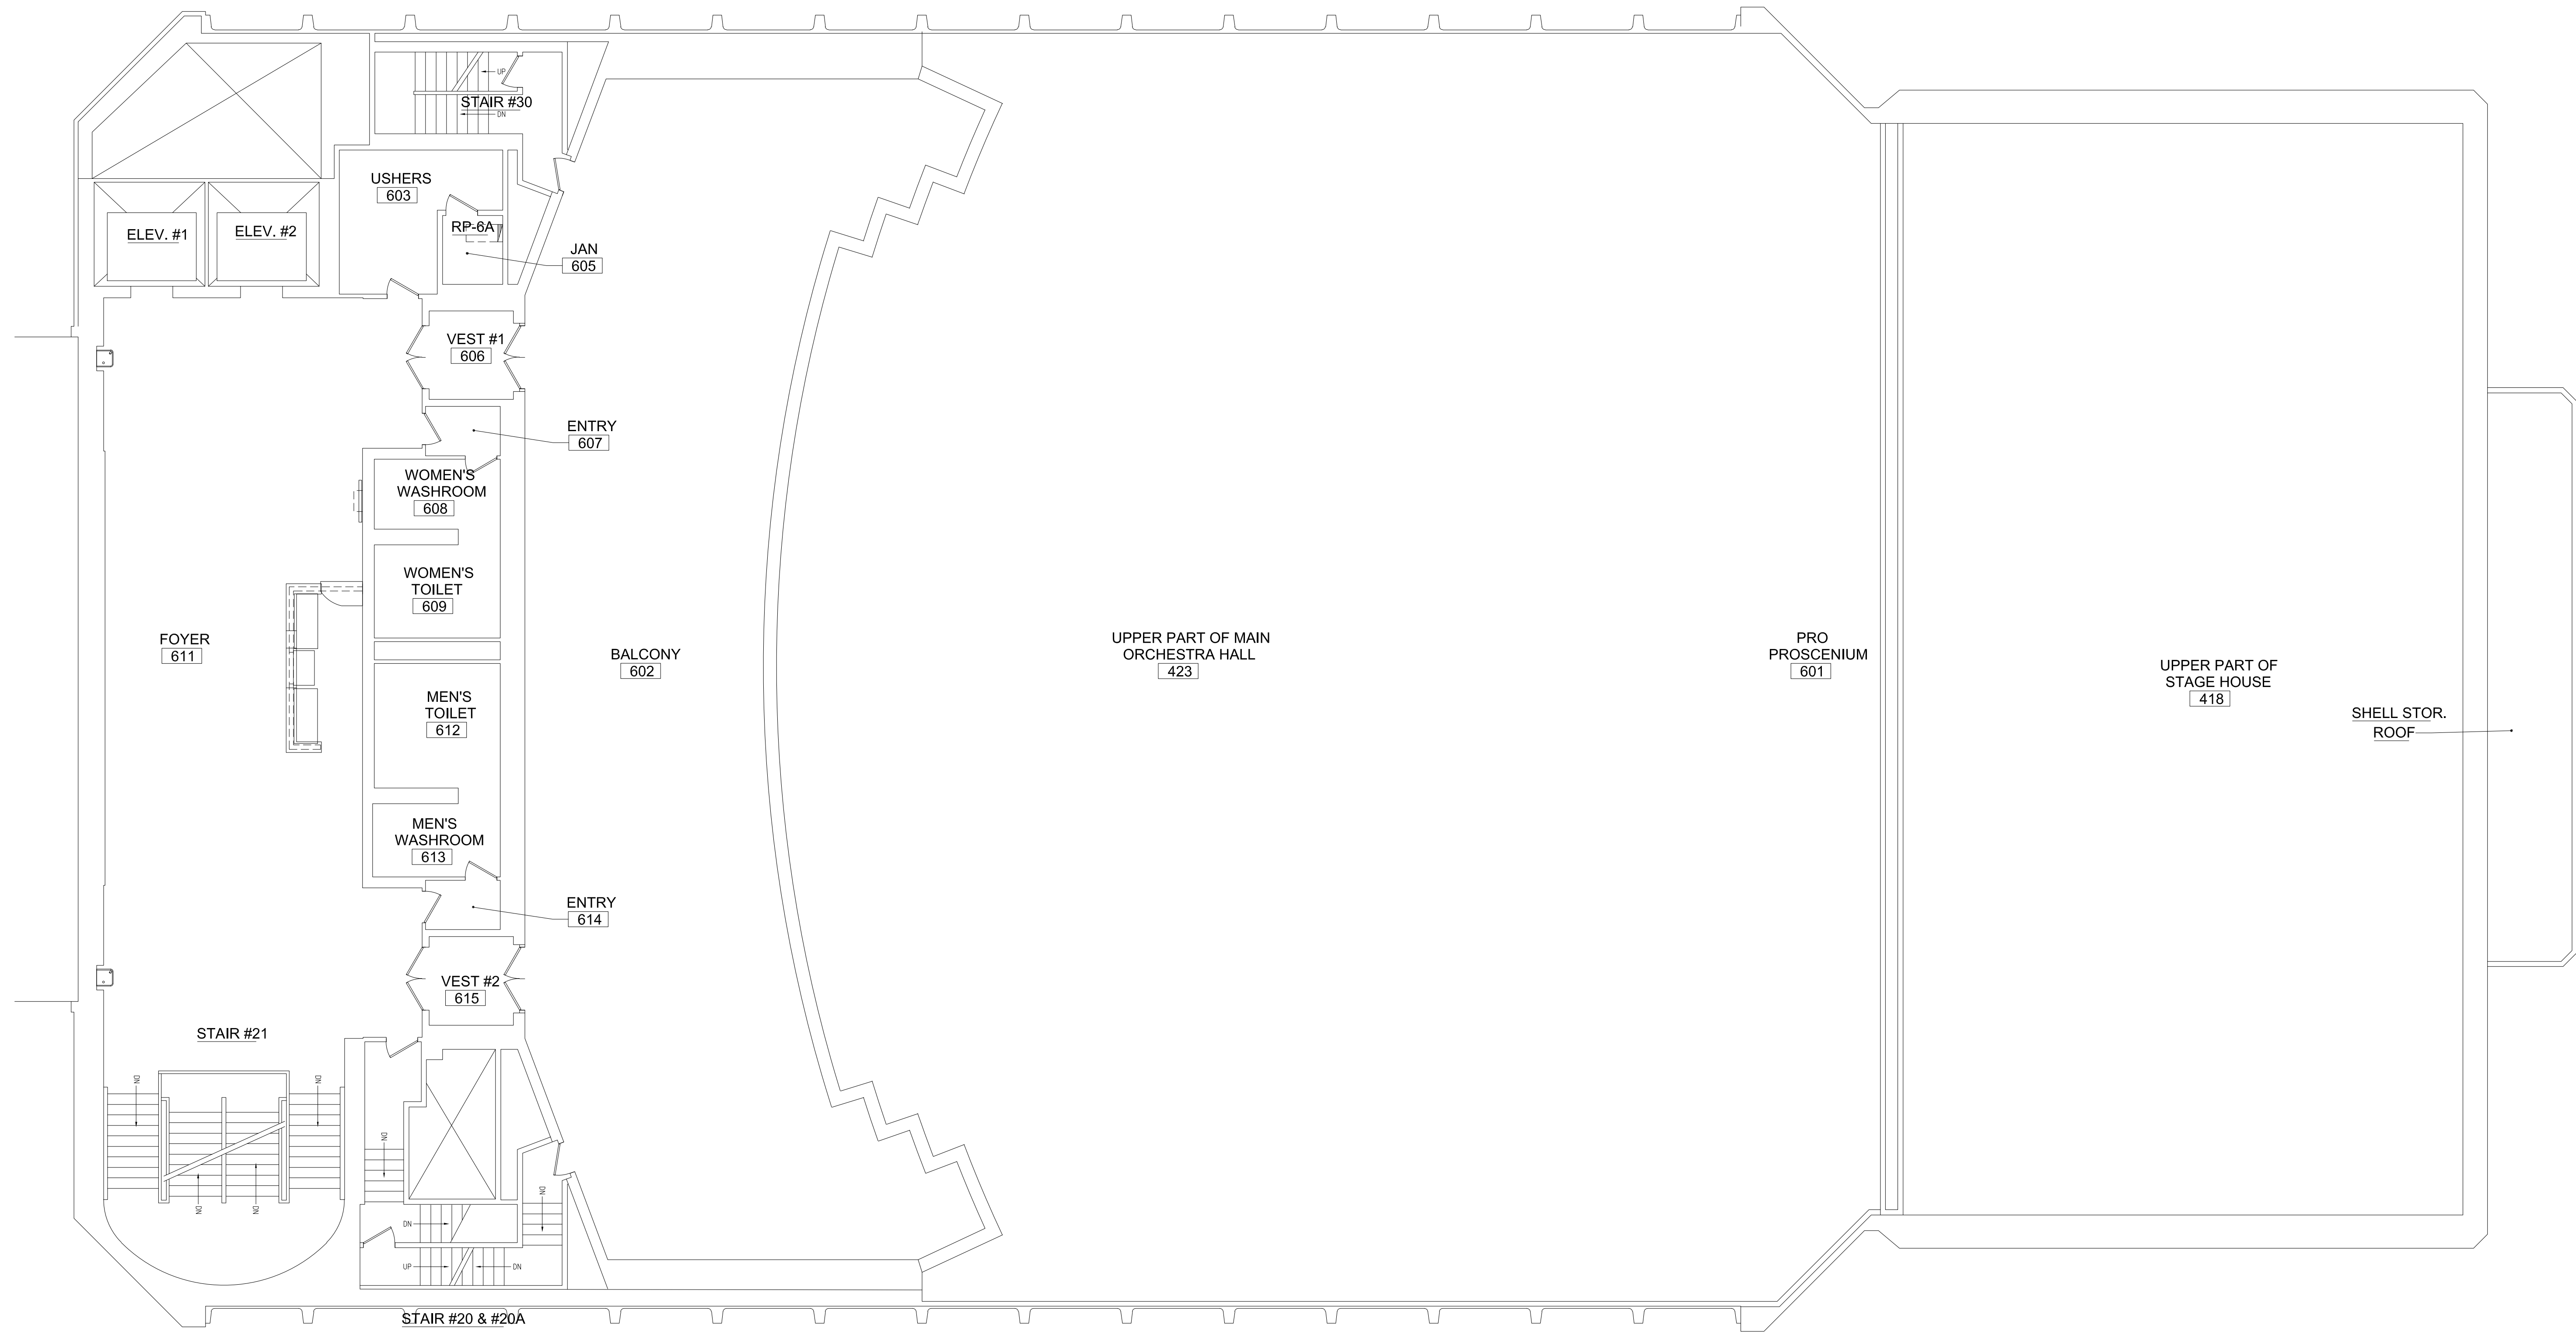 UP
STAIR #30
DN
USHERS
603
ELEV. #1
ELEV. #2
RP-6A
JAN
605
VEST #1
606
ENTRY
607
WOMEN'S
WASHROOM
608
WOMEN'S
TOILET
609
FOYER
611
BALCONY
602
UPPER PART OF MAIN
ORCHESTRA HALL
423
PRO
PROSCENIUM
601
UPPER PART OF
STAGE HOUSE
418
SHELL STOR.
ROOF
MEN'S
TOILET
612
MEN'S
WASHROOM
613
ENTRY
614
VEST #2
615
STAIR #21
DN
DN
DN
DN
DN
DN
DN
UP
DN
STAIR #20 & #20A